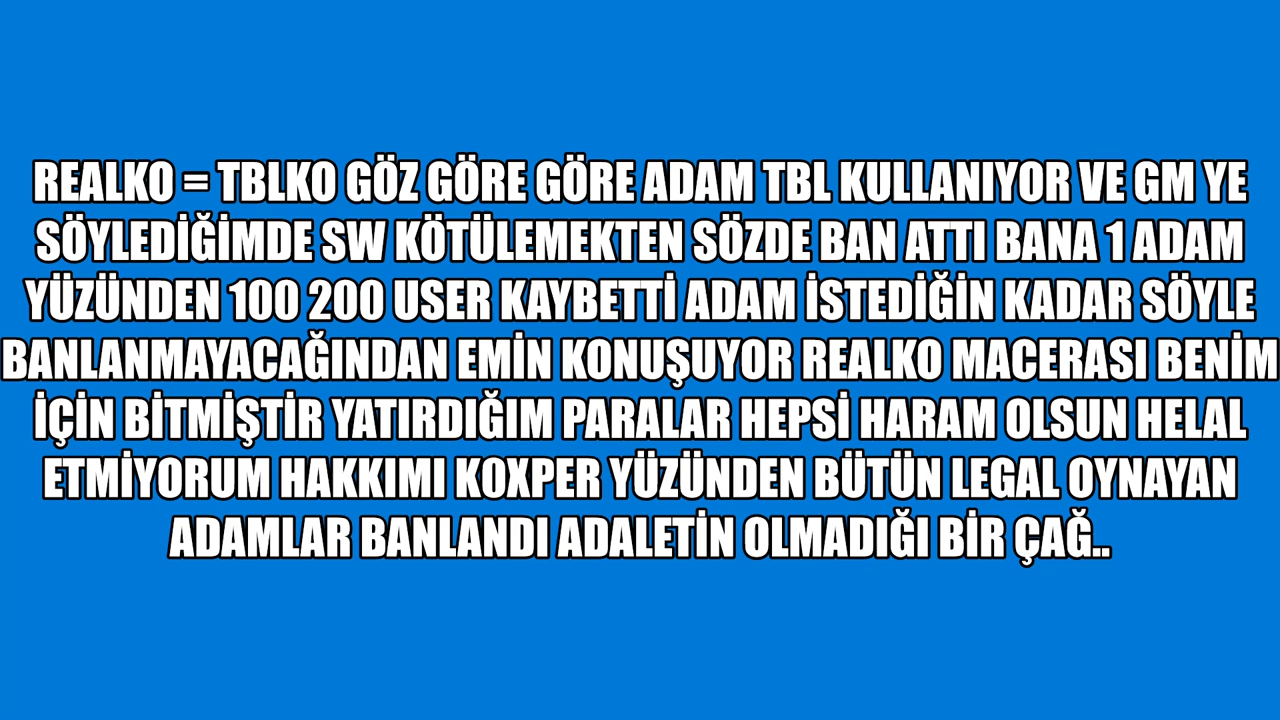 REALKO = TBLKO GÖZ GÖRE GÖRE ADAM TBL KULLANIYOR VE GM YE
SÖYLEDİĞİMDE SW KÖTÜLEMEKTEN SÖZDE BAN ATTI BANA 1 ADAM
YÜZÜNDEN 100 200 USER KAYBETTİ ADAM İSTEDİĞİN KADAR SÖYLE
BANLANMAYACAĞINDAN EMİN KONUŞUYOR REALKO MACERASI BENİM
İÇİN BİTMİŞTİR YATIRDIĞIM PARALAR HEPSİ HARAM OLSUN HELAL
ETMİYORUM HAKKIMI KOXPER YÜZÜNDEN BÜTÜN LEGAL OYNAYAN
ADAMLAR BANLANDI ADALETİN OLMADIĞI BİR ÇAĞ..